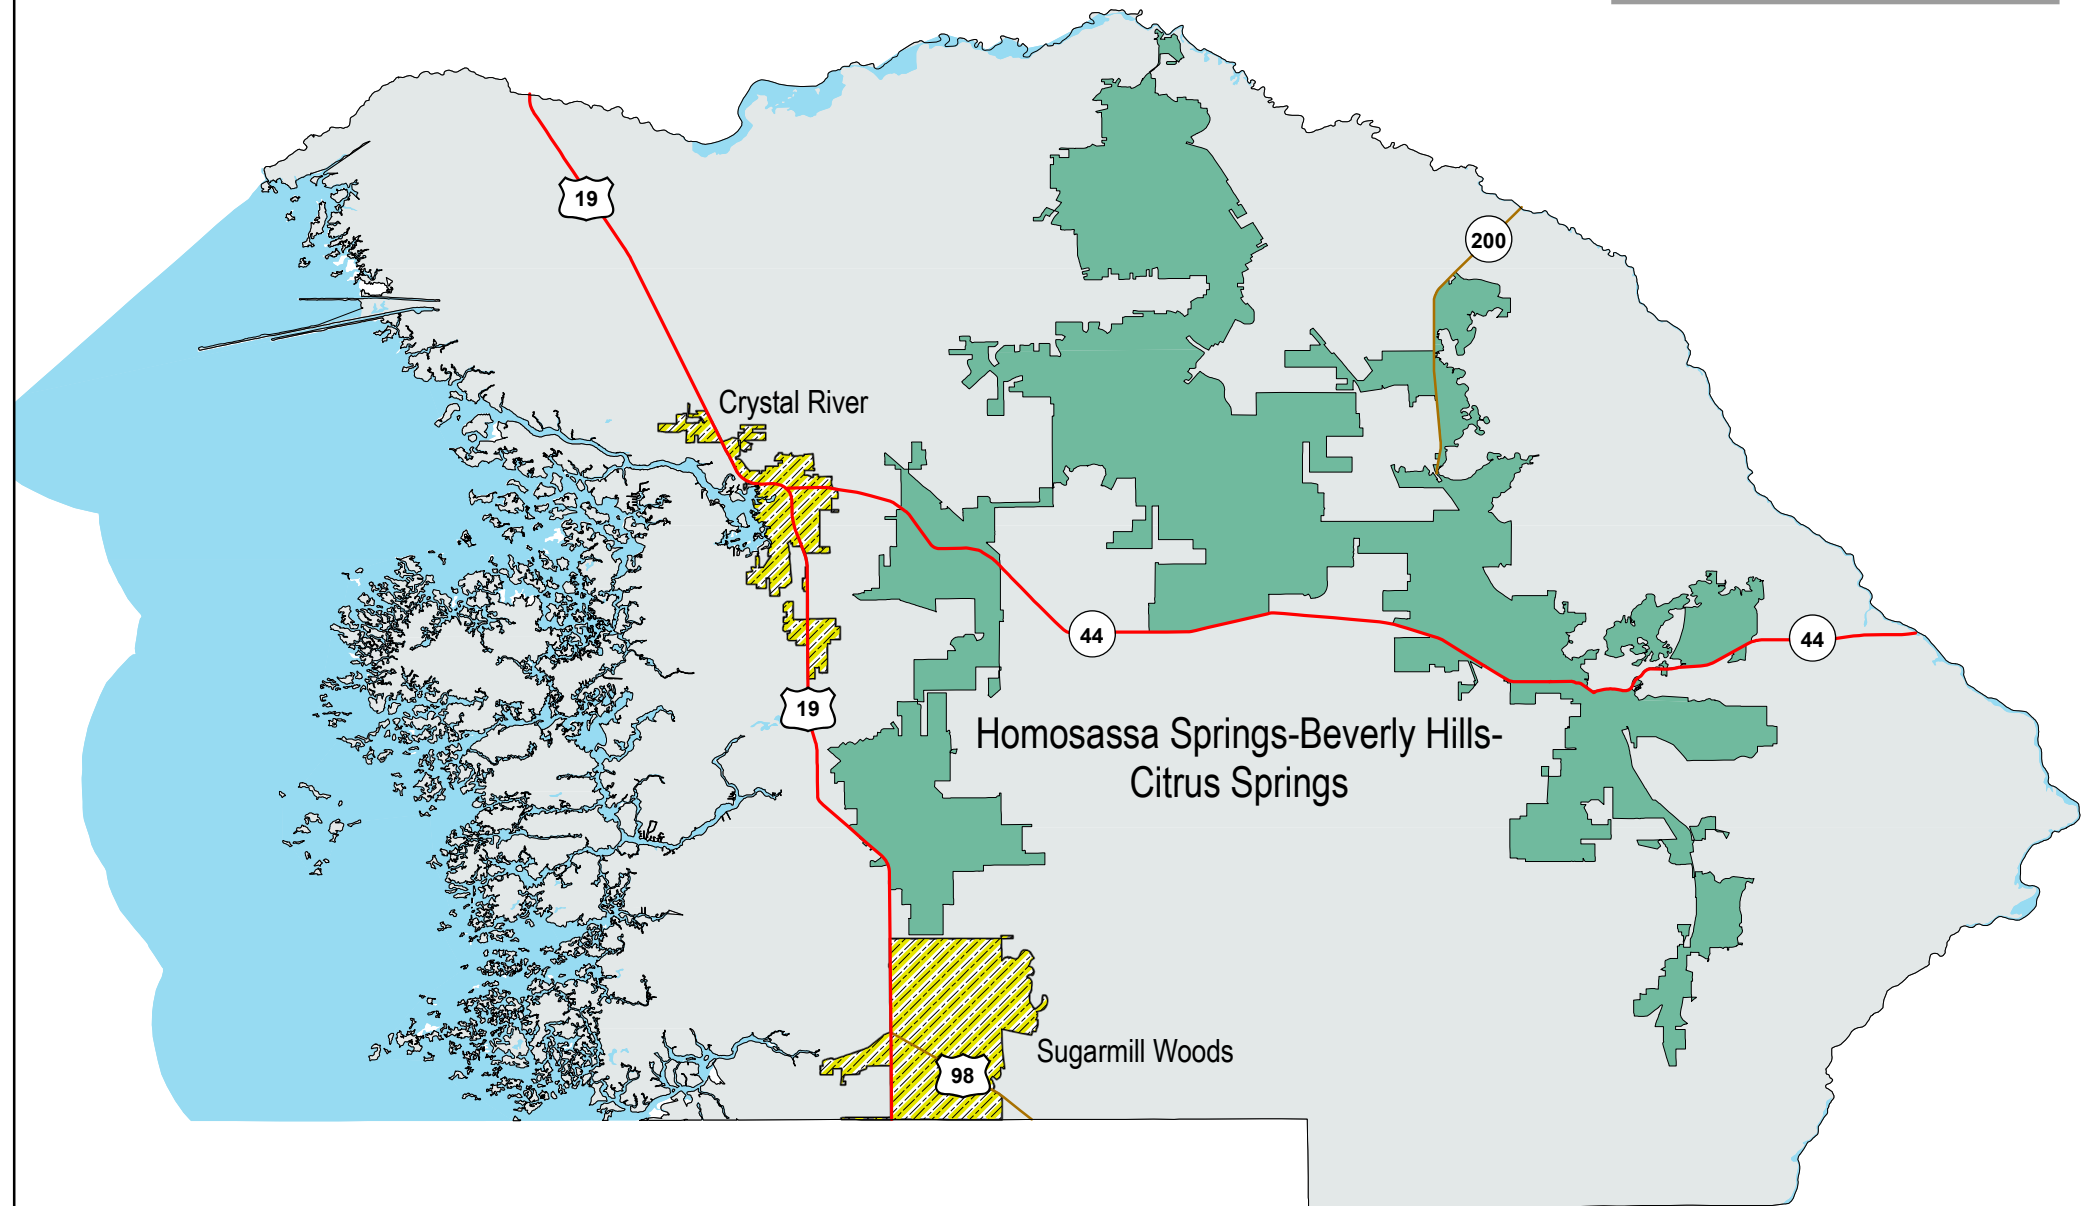 19
200
Crystal River
44
44
19
Homosassa Springs-Beverly Hills-
Citrus Springs
Sugarmill Woods
98